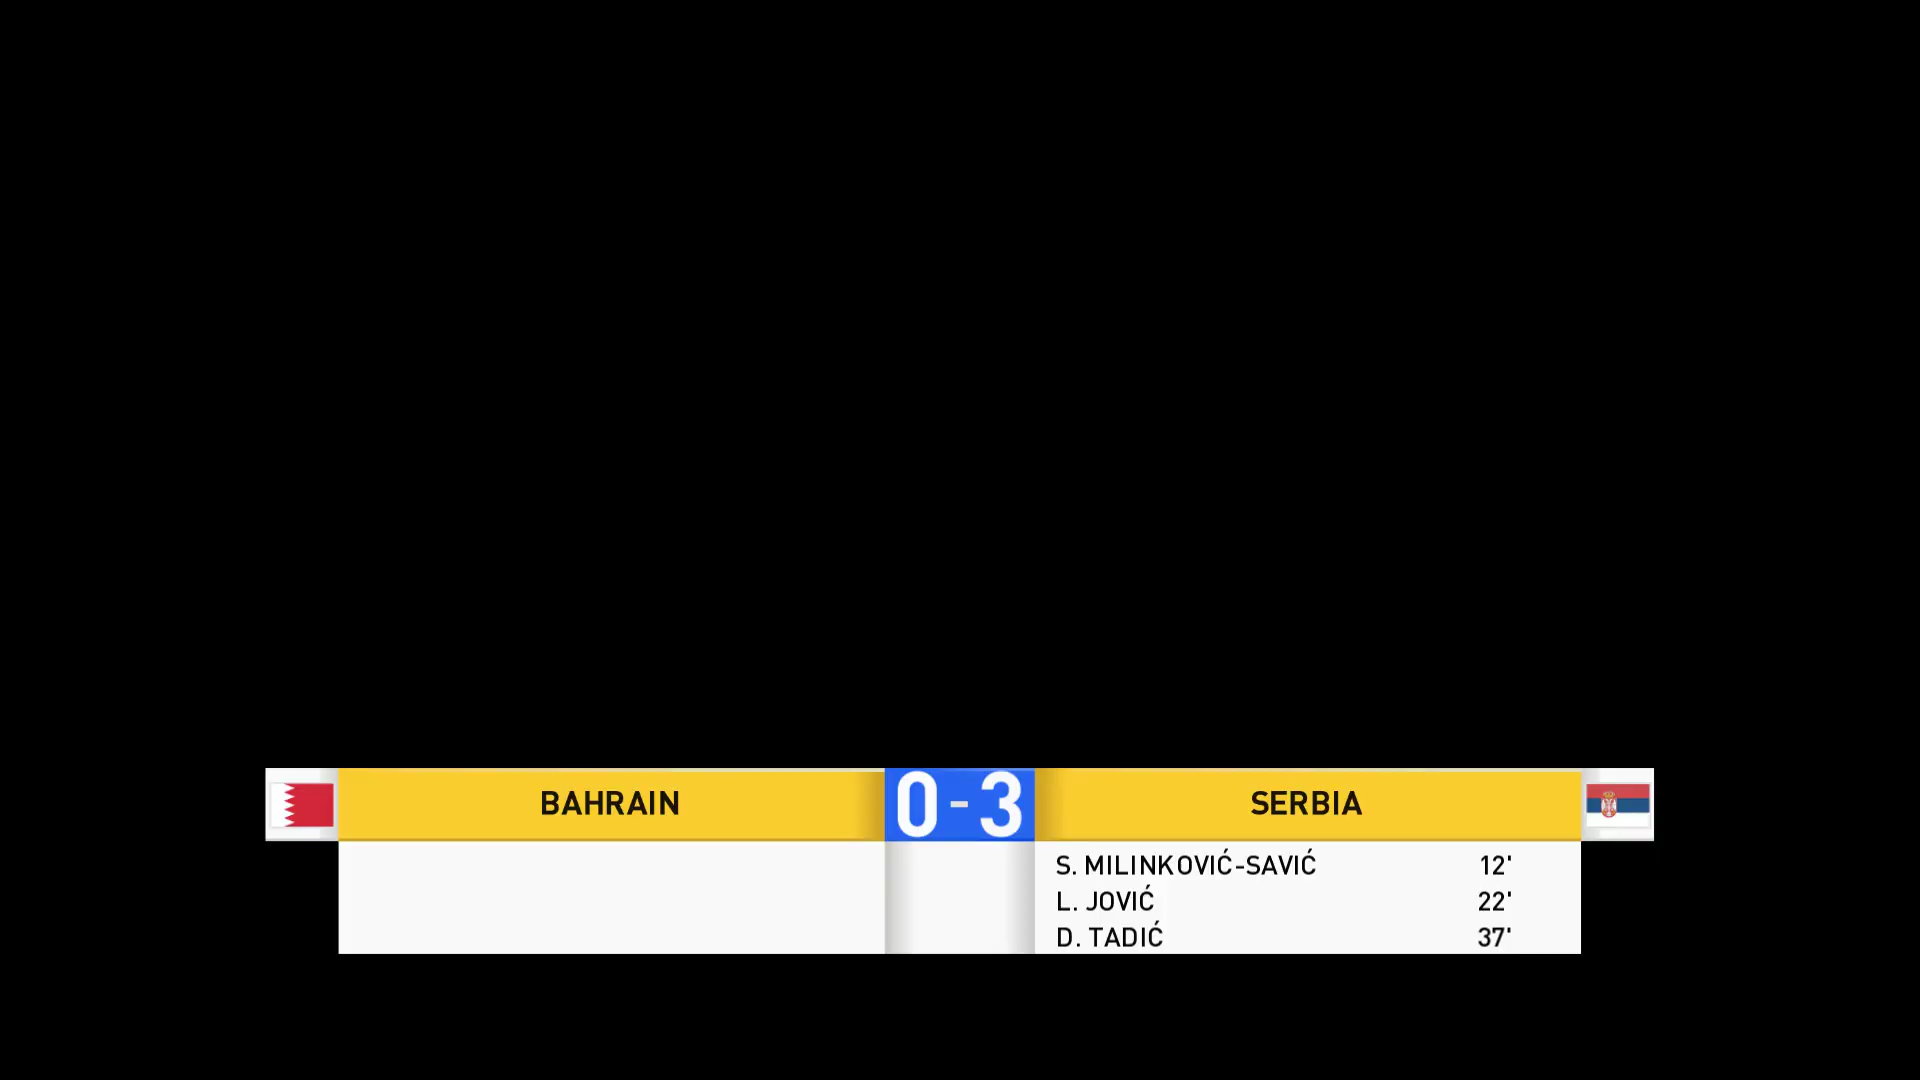 BAHRAIN 0 - 3 SERBIA
S. MILINKOVIĆ-SAVIĆ 12'
L. JOVIĆ 22'
D. TADIĆ 37'